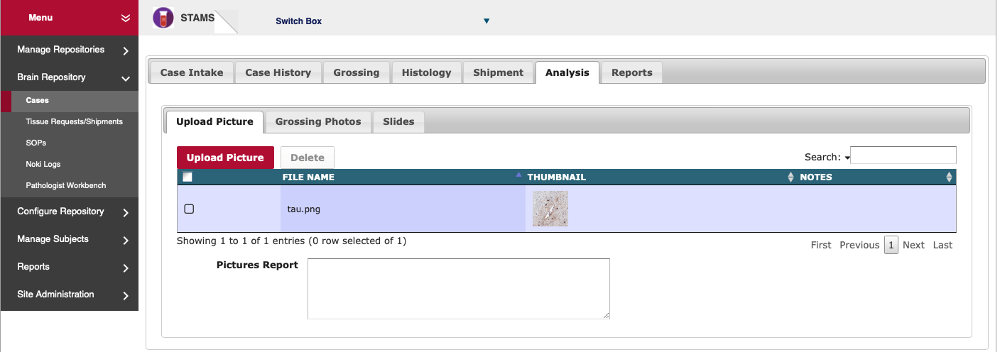 Menu
STAMS
Switch Box
Manage Repositories
Brain Repository
Cases
Tissue Requests/Shipments
SOPs
Noki Logs
Pathologist Workbench
Configure Repository
Manage Subjects
Reports
Site Administration
Case Intake Case History Grossing Histology Shipment Analysis Reports
Upload Picture Grossing Photos Slides
Upload Picture Delete Search:
FILE NAME THUMBNAIL NOTES
tau.png
Showing 1 to 1 of 1 entries (0 row selected of 1)
First Previous 1 Next Last
Pictures Report